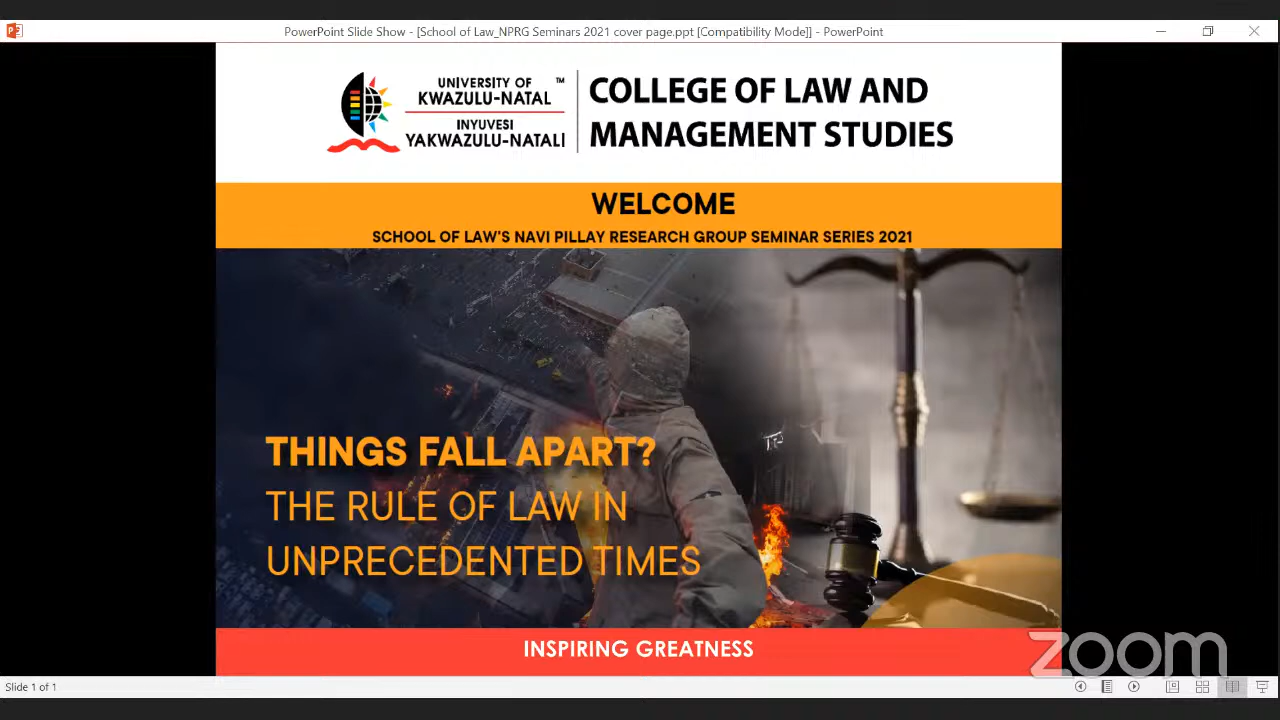 PowerPoint Slide Show - [School of Law_NPRG Seminars 2021 cover page.ppt [Compatibility Mode]] - PowerPoint
UNIVERSITY OF ™
KWAZULU-NATAL
INYUVESI
YAKWAZULU-NATALI
COLLEGE OF LAW AND
MANAGEMENT STUDIES
WELCOME
SCHOOL OF LAW'S NAVI PILLAY RESEARCH GROUP SEMINAR SERIES 2021
THINGS FALL APART?
THE RULE OF LAW IN
UNPRECEDENTED TIMES
INSPIRING GREATNESS
zoom
Slide 1 of 1